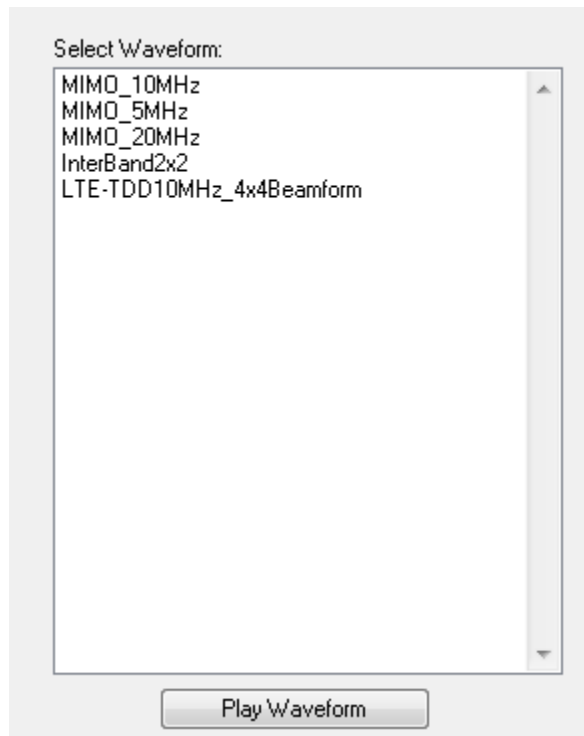 Select Waveform:
MIMO_10MHz
MIMO_5MHz
MIMO_20MHz
InterBand2x2
LTE-TDD10MHz_4x4Beamform
Play Waveform